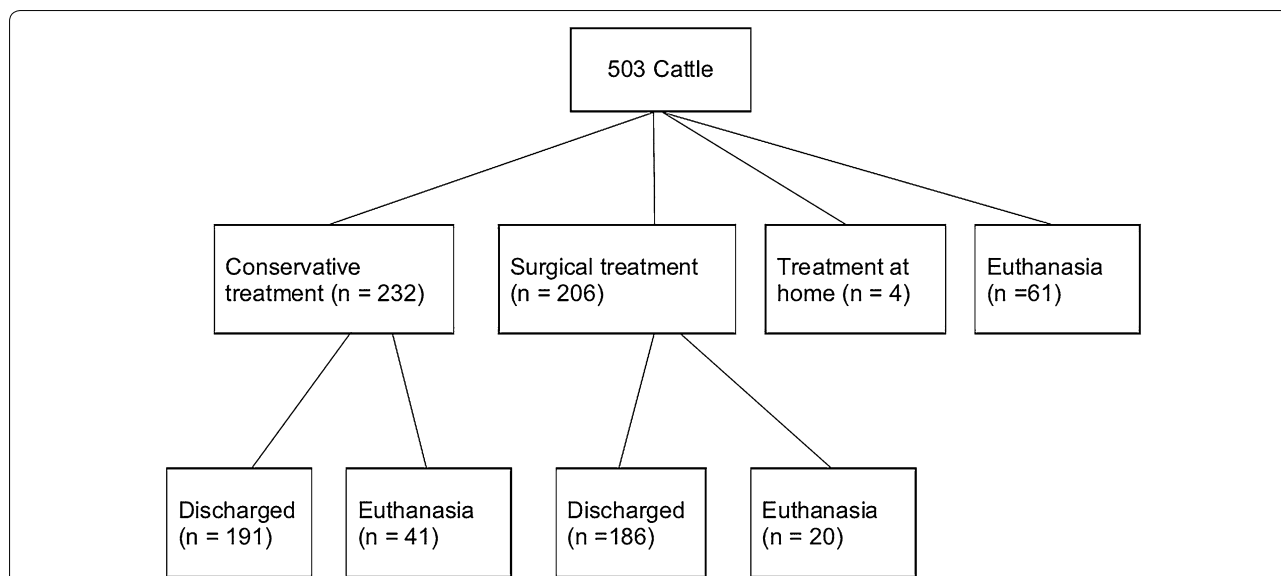 503 Cattle
Conservative
treatment (n = 232)
Surgical treatment
(n = 206)
Treatment at
home (n = 4)
Euthanasia
(n =61)
Discharged
(n = 191)
Euthanasia
(n = 41)
Discharged
(n =186)
Euthanasia
(n = 20)